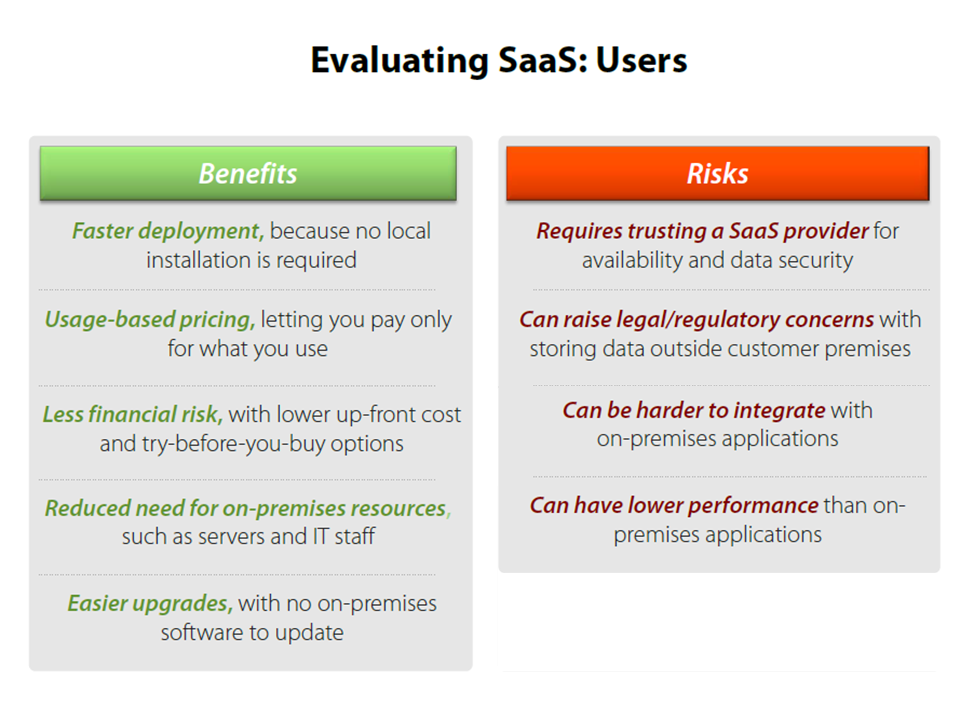 Evaluating SaaS: Users
Benefits
Faster deployment, because no local
installation is required
Usage-based pricing, letting you pay only
for what you use
Less financial risk, with lower up-front cost
and try-before-you-buy options
Reduced need for on-premises resources,
such as servers and IT staff
Easier upgrades, with no on-premises
software to update
Risks
Requires trusting a SaaS provider for
availability and data security
Can raise legal/regulatory concerns with
storing data outside customer premises
Can be harder to integrate with
on-premises applications
Can have lower performance than on-
premises applications